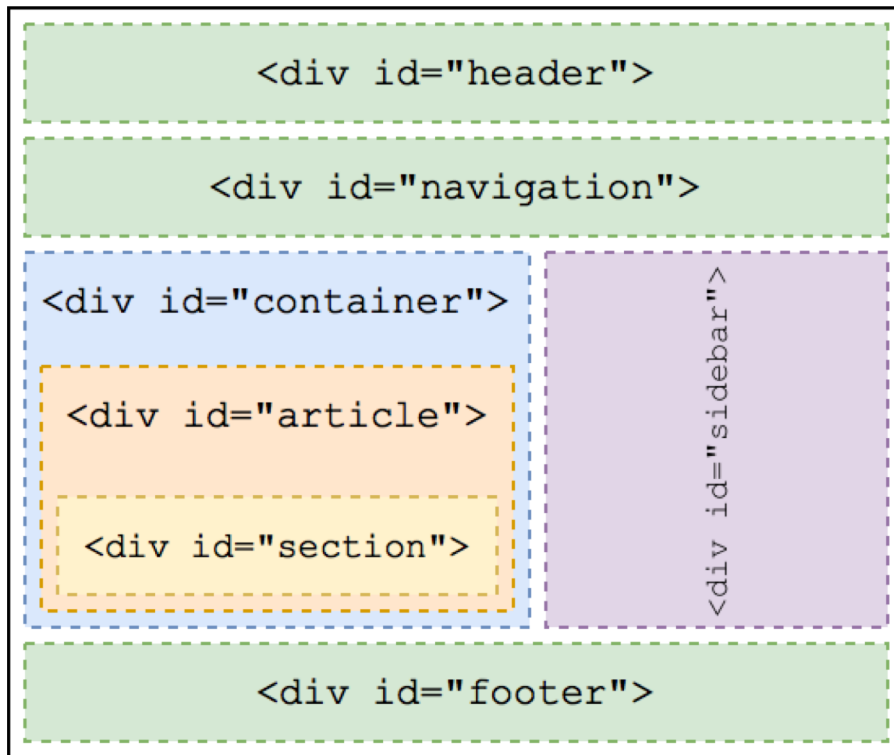 <div id="header">
<div id="navigation">
<div id="container">
<div id="article">
<div id="section">
<div id="sidebar">
<div id="footer">